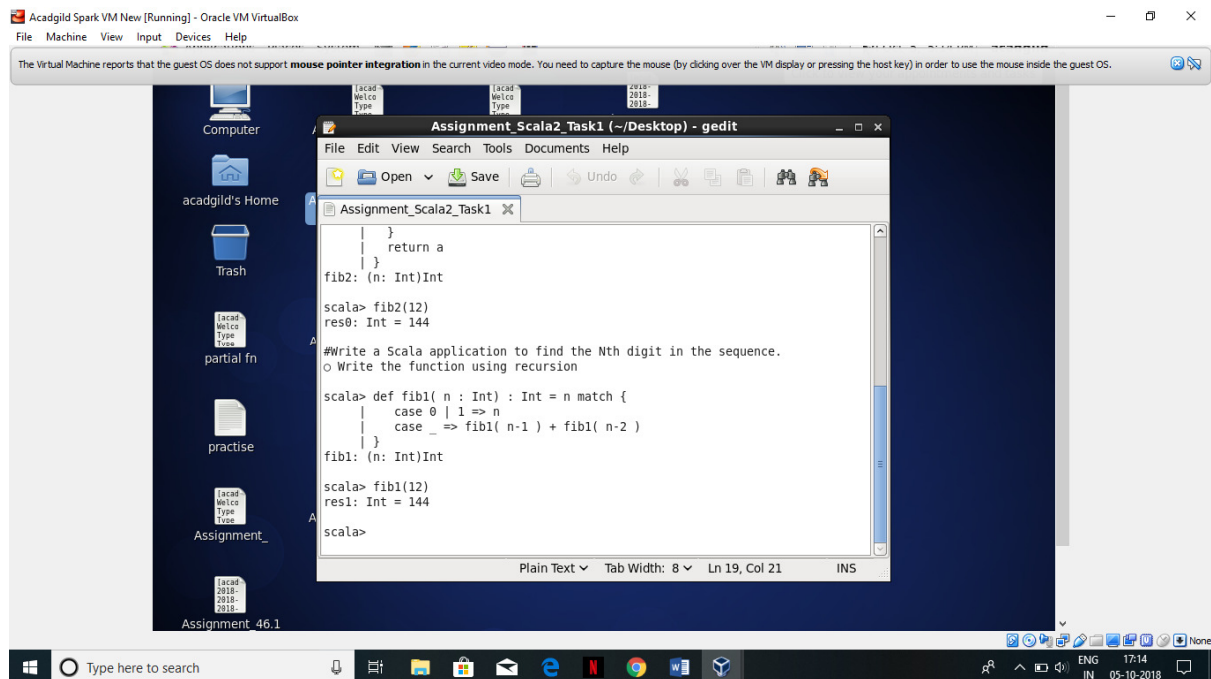 Acadgild Spark VM New [Running] - Oracle VM VirtualBox
File Machine View Input Devices Help
The Virtual Machine reports that the guest OS does not support mouse pointer integration in the current video mode. You need to capture the mouse (by clicking over the VM display or pressing the host key) in order to use the mouse inside the guest OS.
Computer
acadgild's Home
Trash
partial fn
practise
Assignment_
Assignment_46.1
Assignment_Scala2_Task1 (~/Desktop) - gedit
File Edit View Search Tools Documents Help
Open Save Undo
Assignment_Scala2_Task1
| }
| return a
| }
fib2: (n: Int)Int
scala> fib2(12)
res0: Int = 144
#Write a Scala application to find the Nth digit in the sequence.
○ Write the function using recursion
scala> def fib1( n : Int) : Int = n match {
| case 0 | 1 => n
| case _ => fib1( n-1 ) + fib1( n-2 )
| }
fib1: (n: Int)Int
scala> fib1(12)
res1: Int = 144
scala>
Plain Text Tab Width: 8 Ln 19, Col 21 INS
None
Type here to search
ENG
IN
17:14
05-10-2018